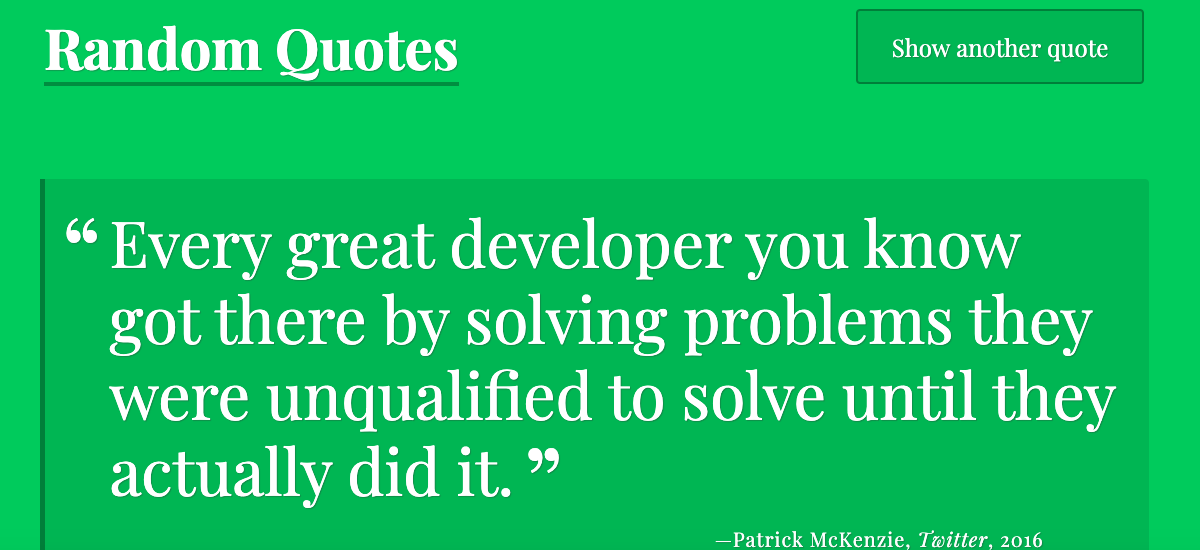 Random Quotes
Show another quote
“ Every great developer you know
got there by solving problems they
were unqualified to solve until they
actually did it. ”
—Patrick McKenzie, Twitter, 2016